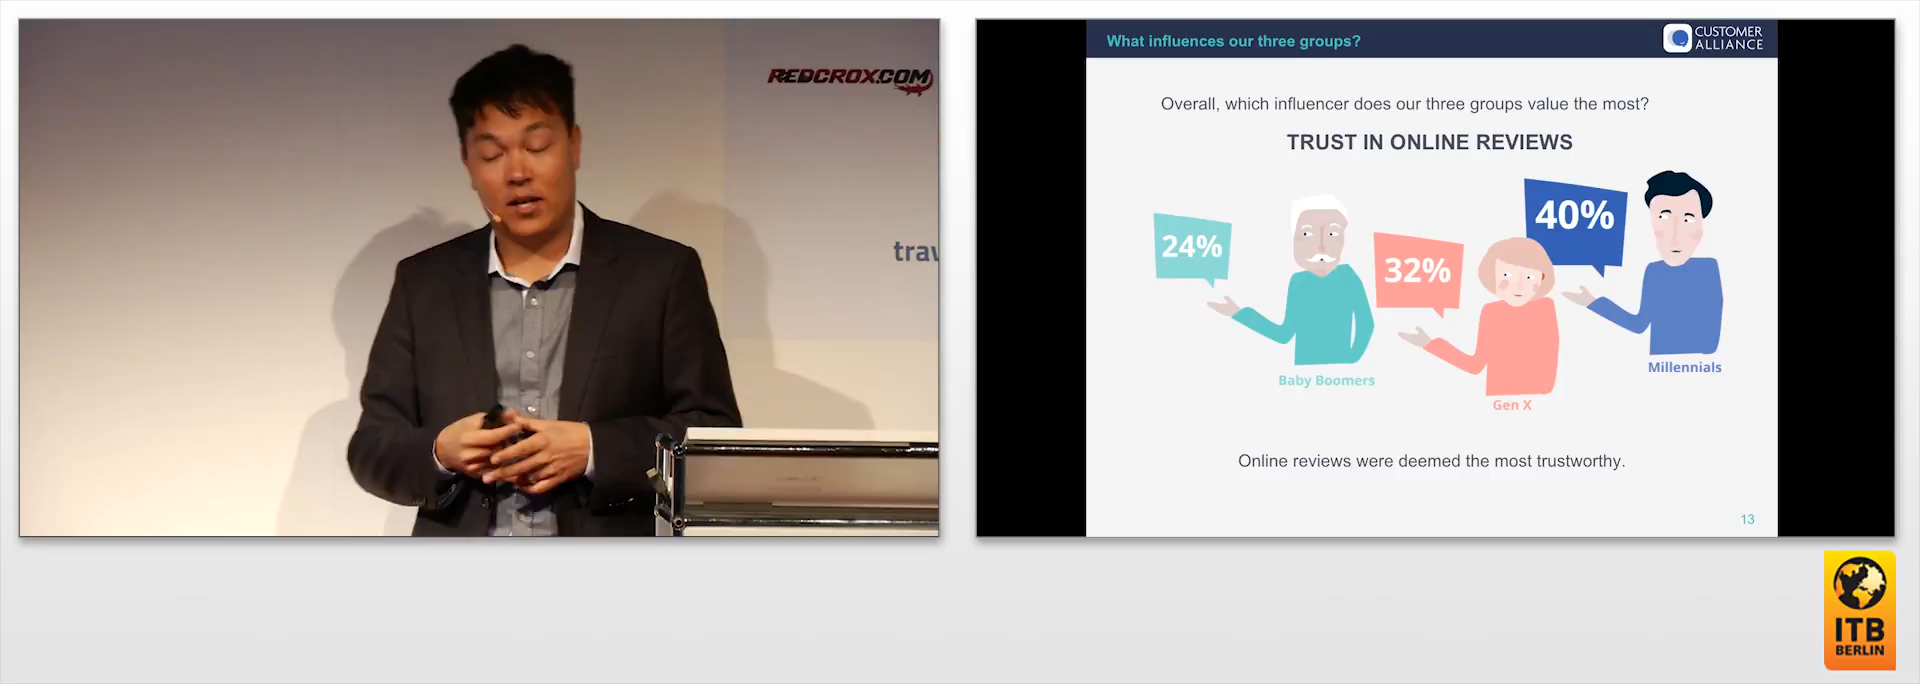 REDCROX.COM
What influences our three groups?
CUSTOMER
ALLIANCE
Overall, which influencer does our three groups value the most?
TRUST IN ONLINE REVIEWS
24%
32%
40%
Baby Boomers
Gen X
Millennials
Online reviews were deemed the most trustworthy.
13
ITB
BERLIN